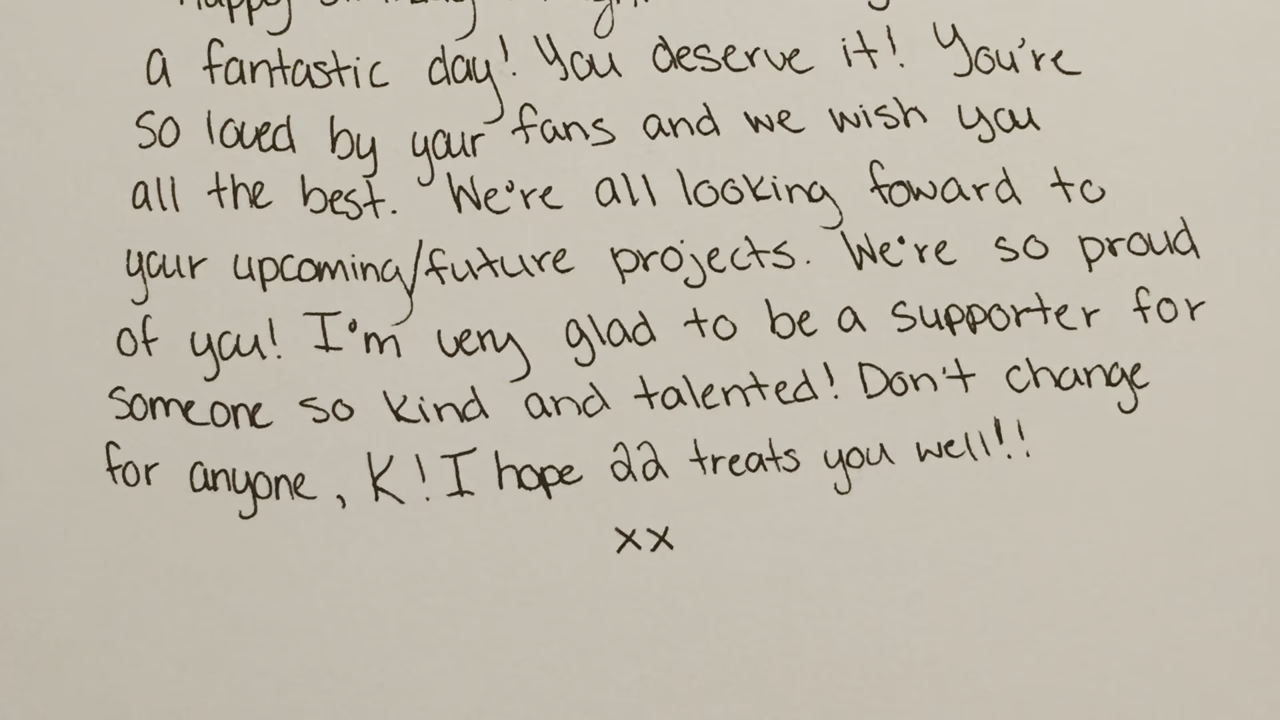 Happy
a fantastic day! You deserve it! You're
so loved by your fans and we wish you
all the best. We're all looking foward to
your upcoming/future projects. We're so proud
of you! I'm very glad to be a supporter for
someone so kind and talented! Don't change
for anyone, K! I hope 22 treats you well!!
xx